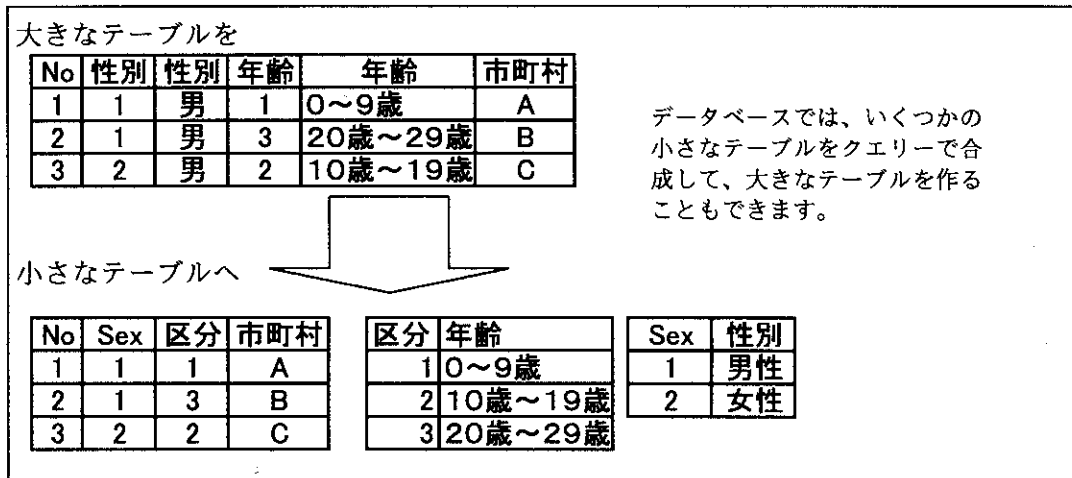 大きなテーブルを
No 性別 性別 年齢 年齢 市町村
1 1 男 1 0〜9歳 A
2 1 男 3 20歳〜29歳 B
3 2 男 2 10歳〜19歳 C
データベースでは、いくつかの
小さなテーブルをクエリーで合
成して、大きなテーブルを作る
こともできます。
小さなテーブルへ
No Sex 区分 市町村
1 1 1 A
2 1 3 B
3 2 2 C
区分 年齢
1 0〜9歳
2 10歳〜19歳
3 20歳〜29歳
Sex 性別
1 男性
2 女性